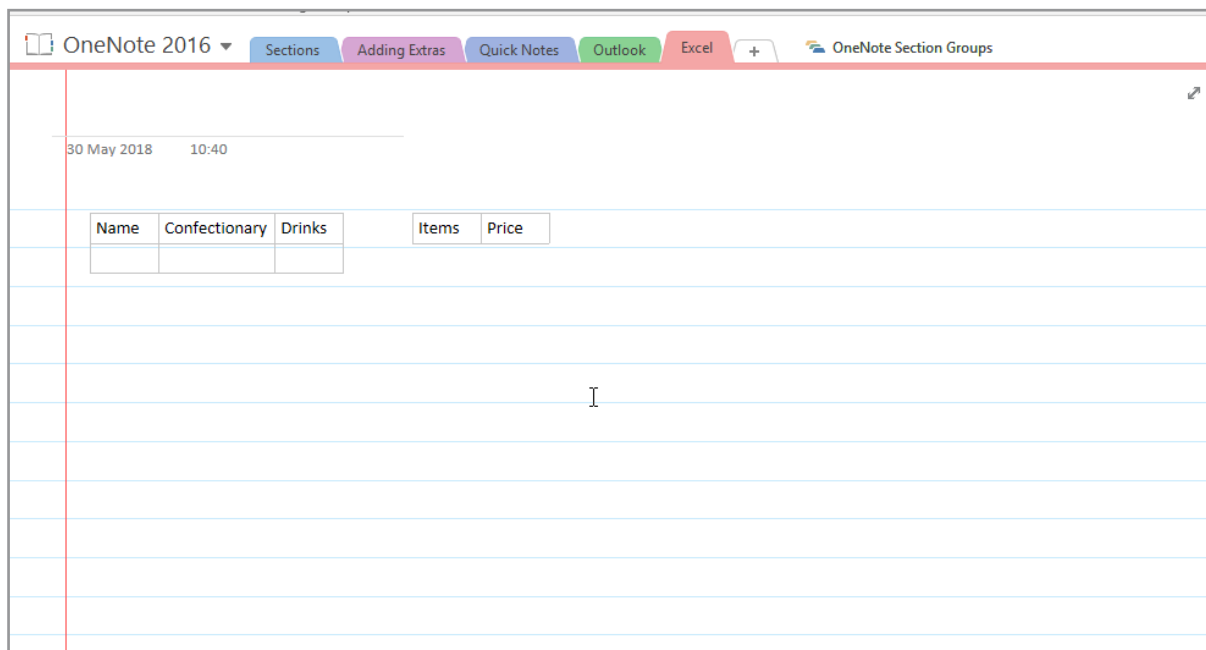 OneNote 2016 Sections Adding Extras Quick Notes Outlook Excel + OneNote Section Groups
30 May 2018 10:40
Name Confectionary Drinks Items Price